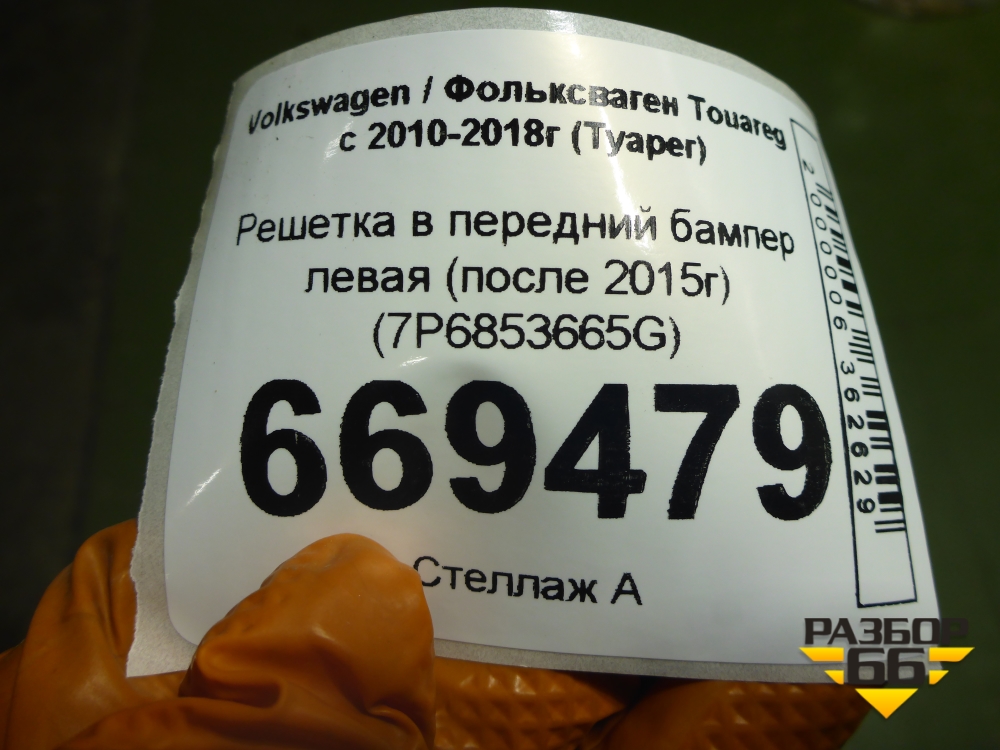 Volkswagen / Фольксваген Touareg
с 2010-2018г (Туарег)
Решетка в передний бампер
левая (после 2015г)
(7P6853665G)
669479
Стеллаж А
2000006362629
РАЗБОР
66